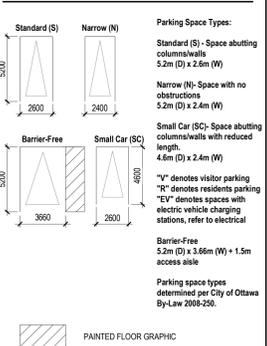 Standard (S)
Narrow (N)
5200
2600
2400
Barrier-Free
Small Car (SC)
5200
4600
3660
2600
Parking Space Types:
Standard (S) - Space abutting
columns/walls
5.2m (D) x 2.6m (W)
Narrow (N)- Space with no
obstructions
5.2m (D) x 2.4m (W)
Small Car (SC)- Space abutting
columns/walls with reduced
length.
4.6m (D) x 2.4m (W)
"V" denotes visitor parking
"R" denotes residents parking
"EV" denotes spaces with
electric vehicle charging
stations, refer to electrical
Barrier-Free
5.2m (D) x 3.66m (W) + 1.5m
access aisle
Parking space types
determined per City of Ottawa
By-Law 2008-250.
PAINTED FLOOR GRAPHIC